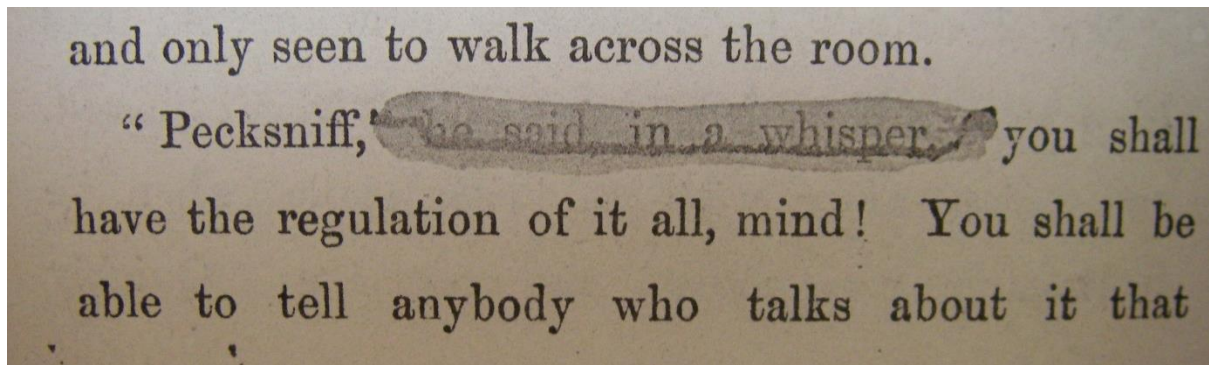 and only seen to walk across the room.
“ Pecksniff,” he said, in a whisper, “ you shall
have the regulation of it all, mind! You shall be
able to tell anybody who talks about it that